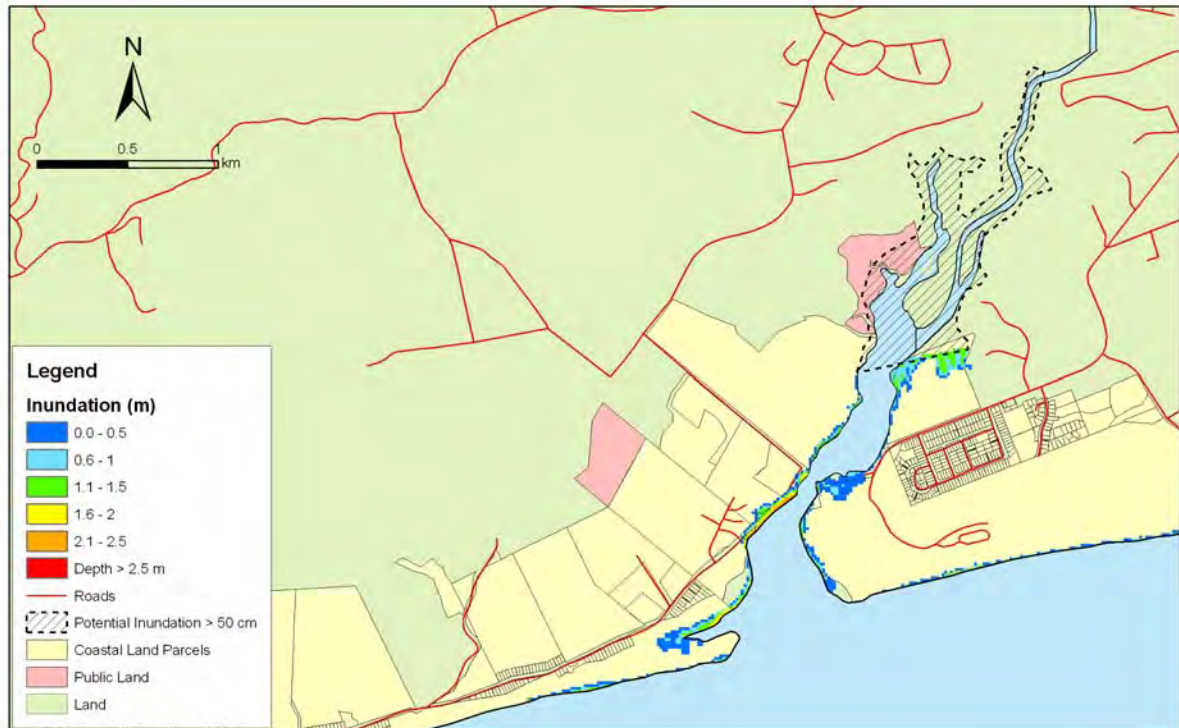 N
0 0.5 1
km
Legend
Inundation (m)
0.0 - 0.5
0.6 - 1
1.1 - 1.5
1.6 - 2
2.1 - 2.5
Depth > 2.5 m
Roads
Potential Inundation > 50 cm
Coastal Land Parcels
Public Land
Land